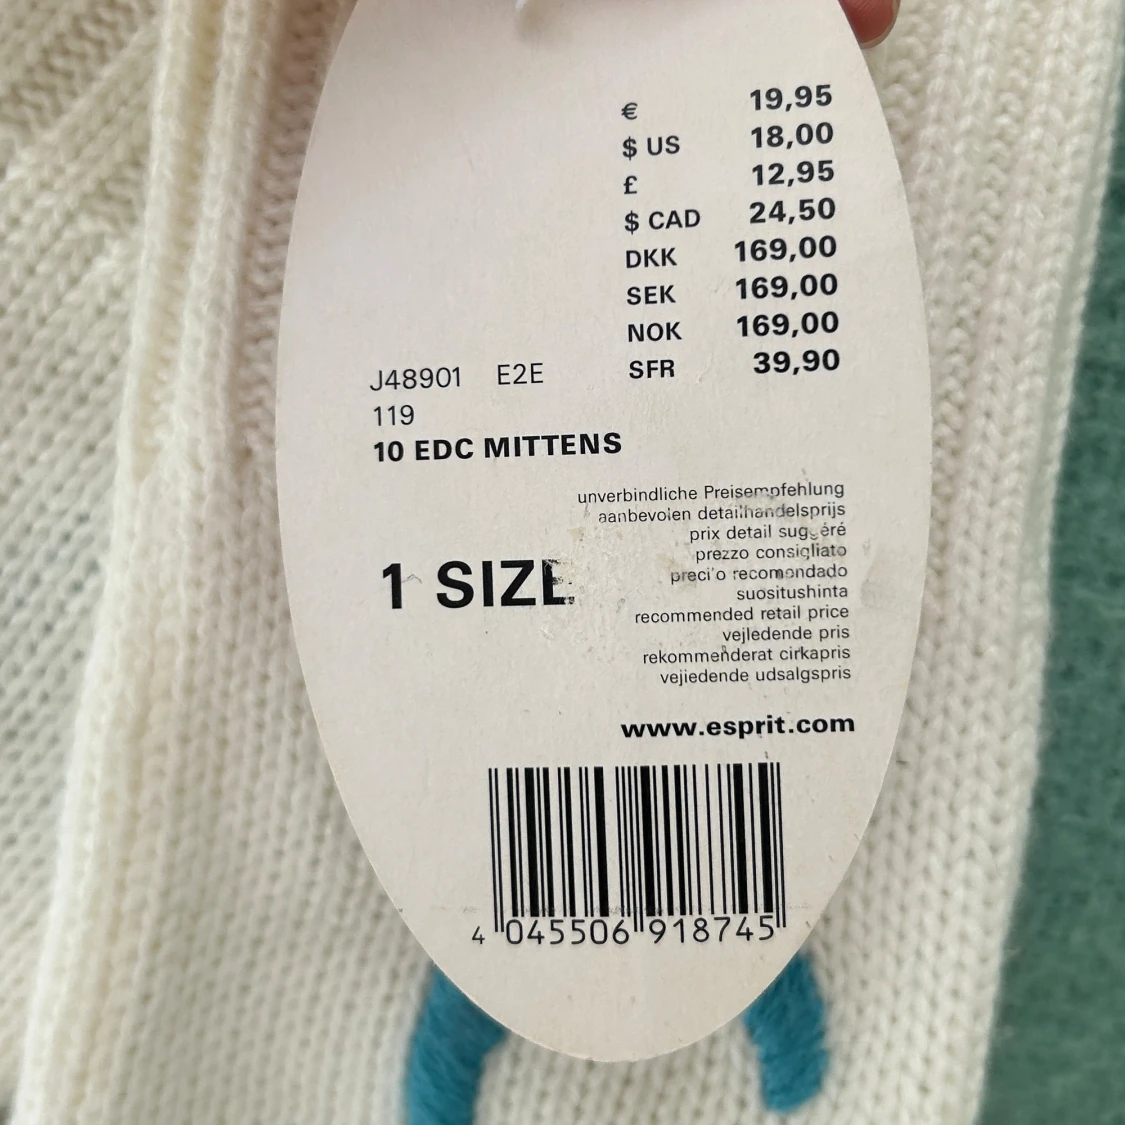 € 19,95
$ US 18,00
£ 12,95
$ CAD 24,50
DKK 169,00
SEK 169,00
NOK 169,00
SFR 39,90
J48901 E2E
119
10 EDC MITTENS
unverbindliche Preisempfehlung
aanbevolen detailhandelsprijs
prix detail suggéré
prezzo consigliato
preci'o recomendado
suositushinta
recommended retail price
vejledende pris
rekommenderat cirkapris
vejiedende udsalgspris
1 SIZE
www.esprit.com
4 045506 918745